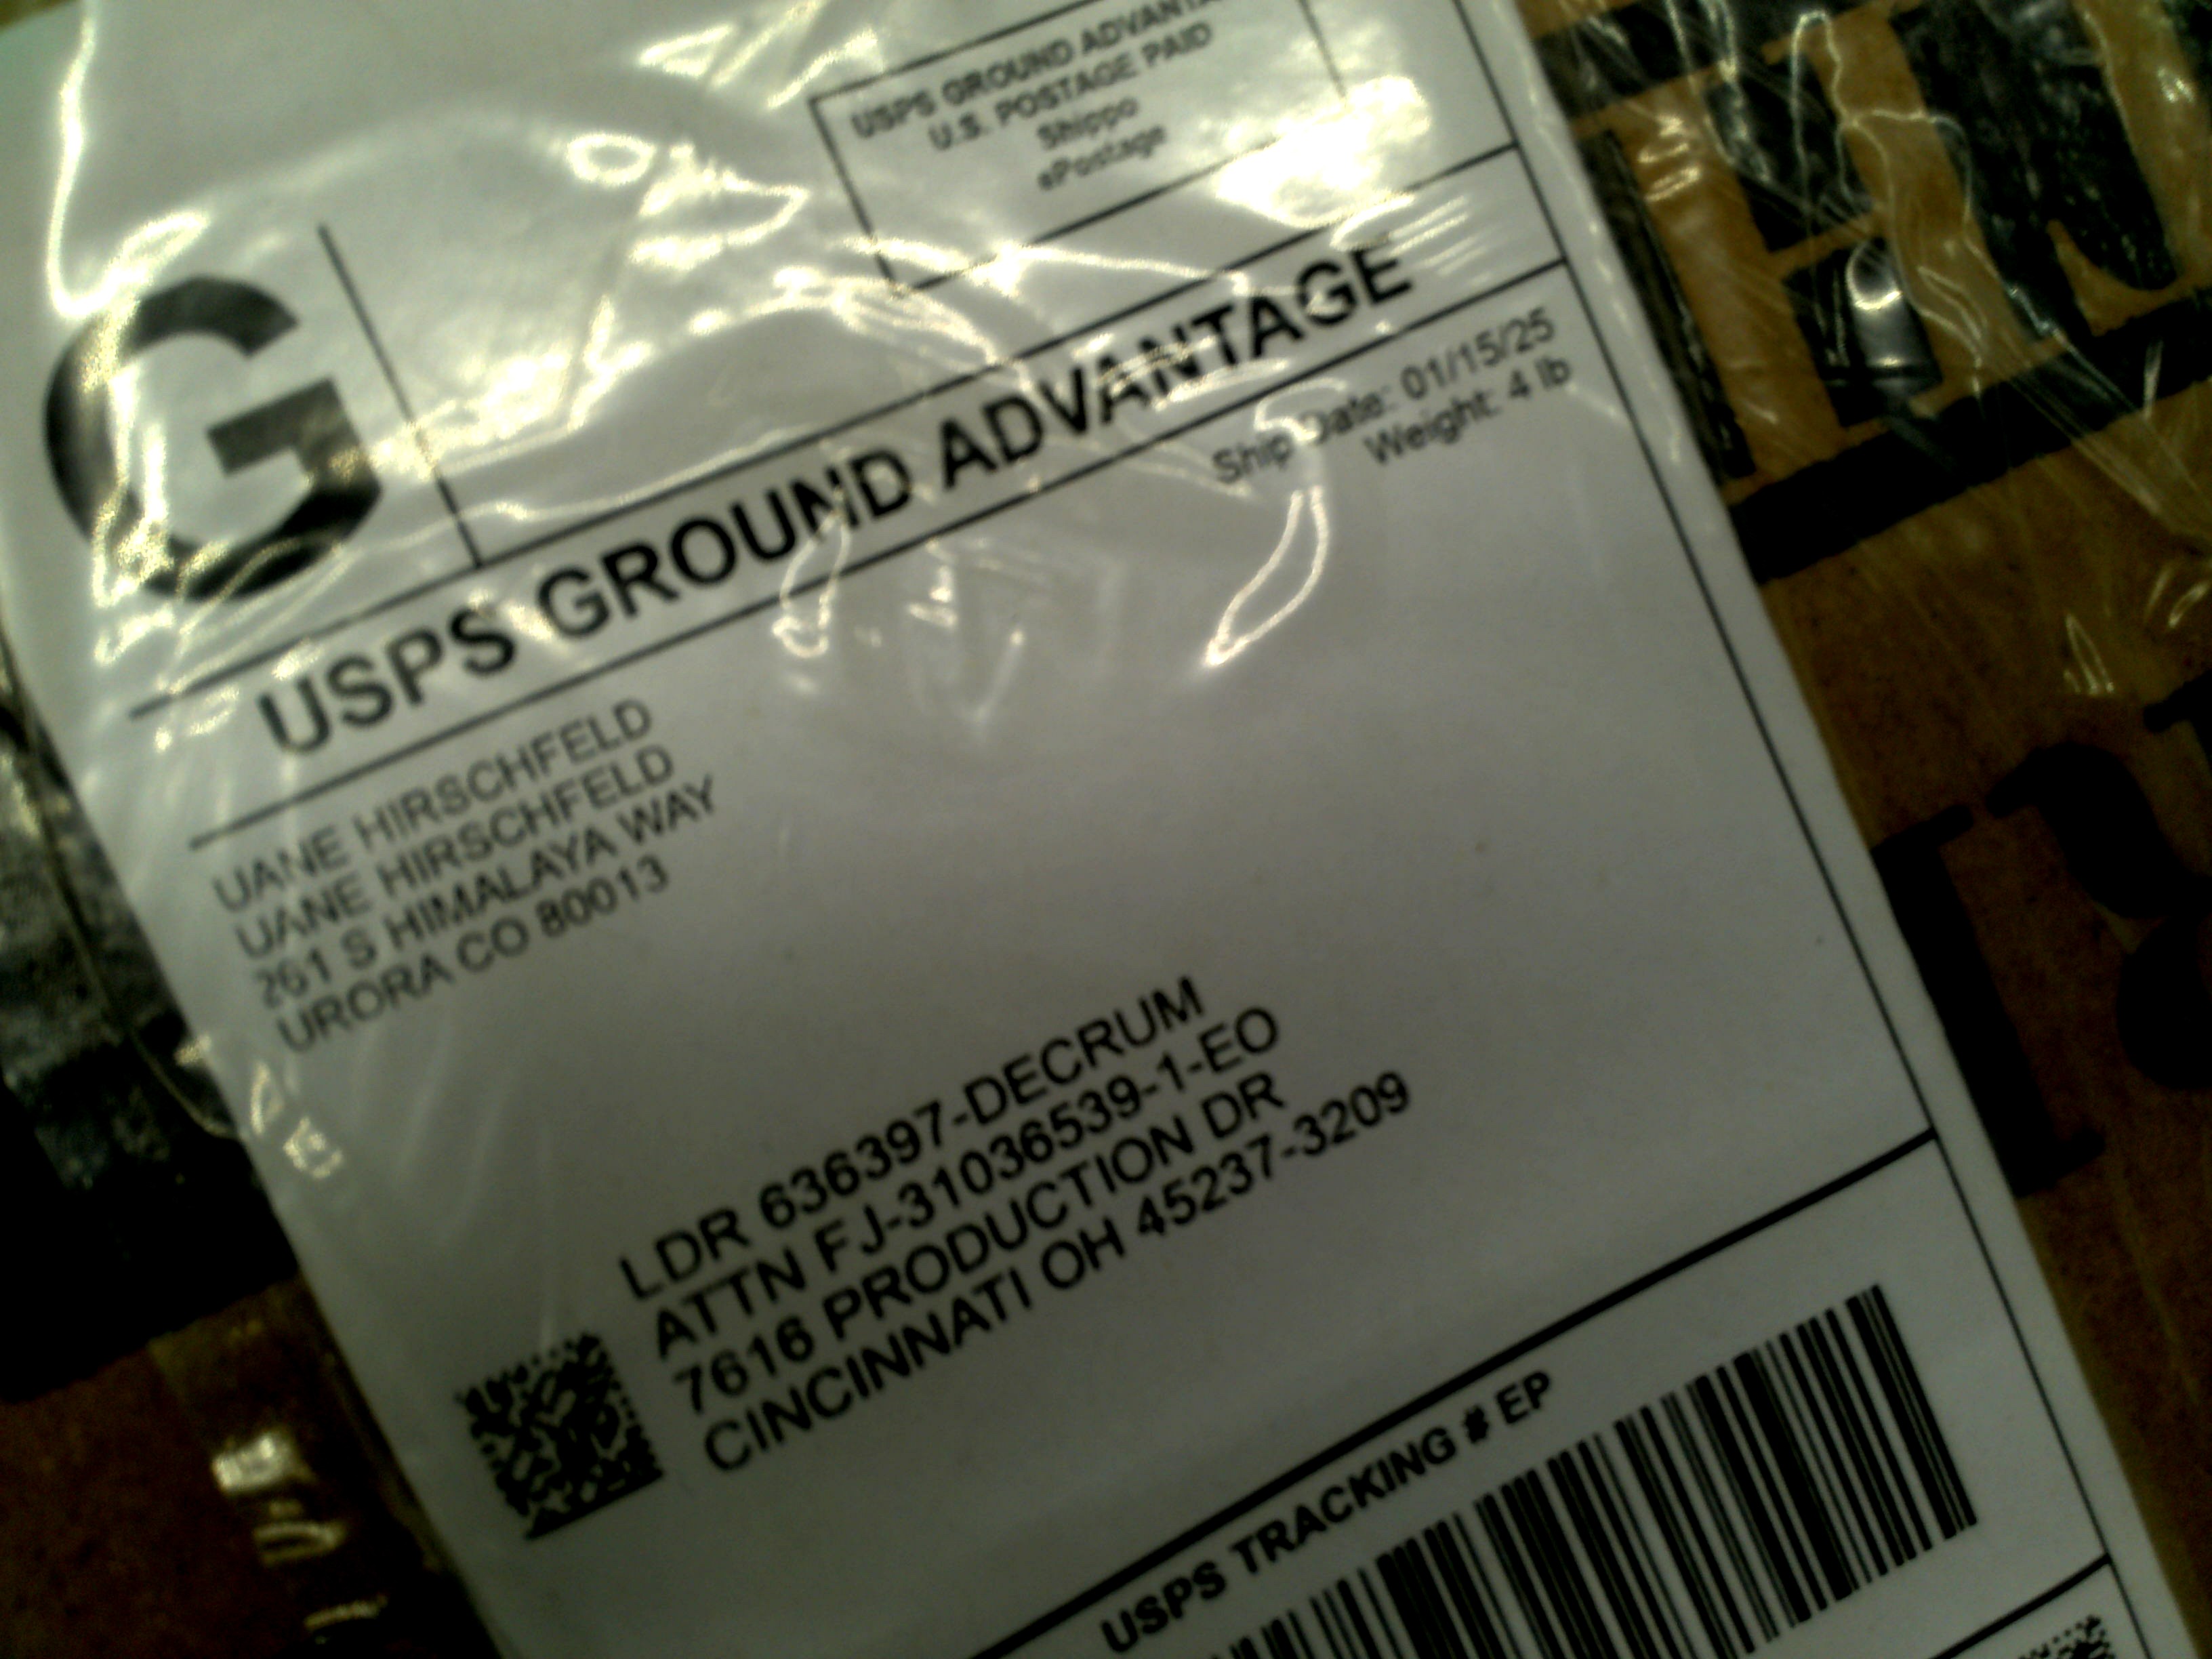 USPS GROUND ADVANTA
U.S. POSTAGE PAID
Shippo
ePostage
G
USPS GROUND ADVANTAGE
Ship Date: 01/15/25
Weight: 4 lb
UANE HIRSCHFELD
UANE HIRSCHFELD
261 S HIMALAYA WAY
URORA CO 80013
LDR 636397-DECRUM
ATTN FJ-31036539-1-EO
7616 PRODUCTION DR
CINCINNATI OH 45237-3209
USPS TRACKING # EP